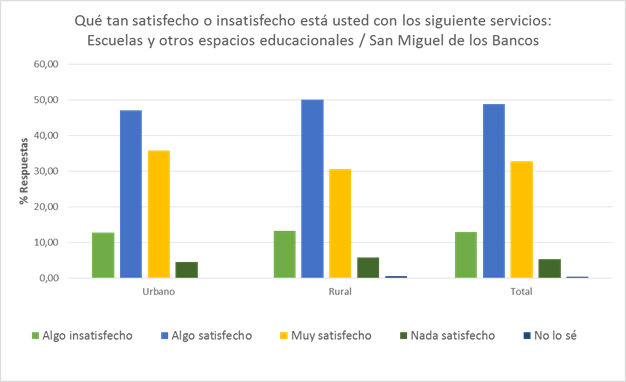 Qué tan satisfecho o insatisfecho está usted con los siguiente servicios:
Escuelas y otros espacios educacionales / San Miguel de los Bancos
% Respuestas
60,00
50,00
40,00
30,00
20,00
10,00
0,00
Urbano Rural Total
Algo insatisfecho Algo satisfecho Muy satisfecho Nada satisfecho No lo sé